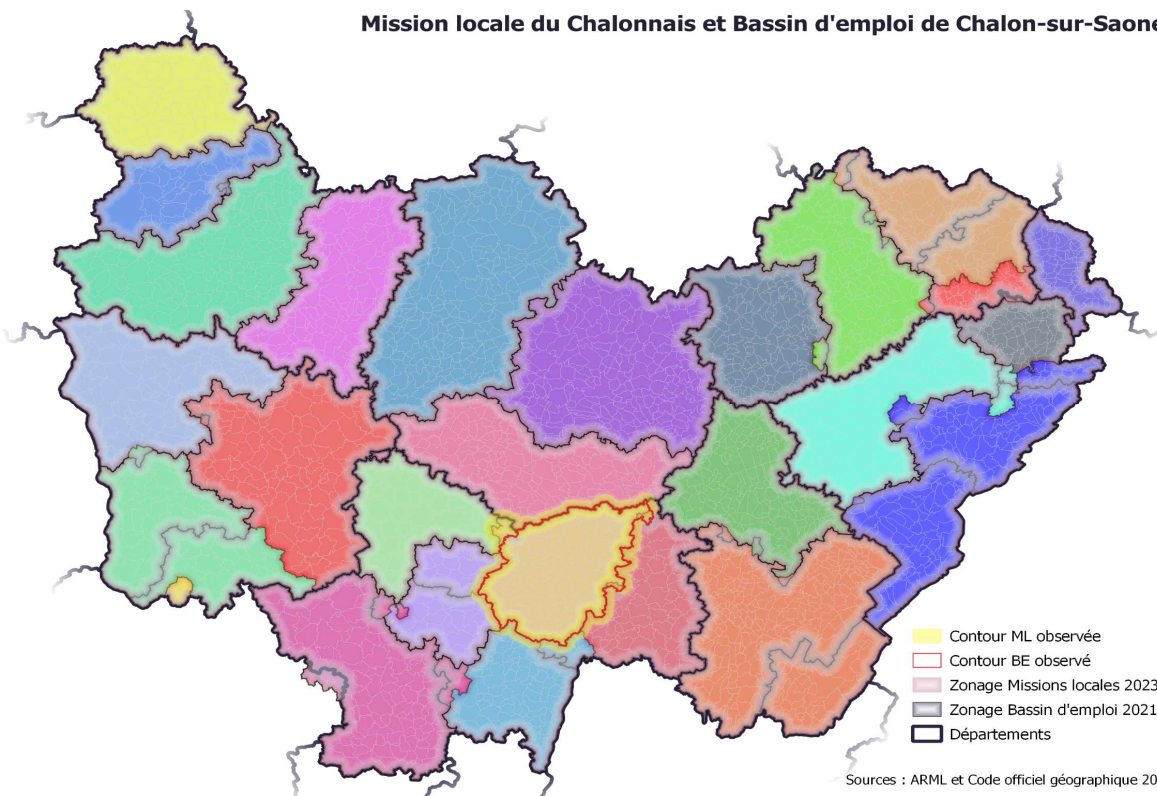 Mission locale du Chalonnais et Bassin d'emploi de Chalon-sur-Saone
Contour ML observée
Contour BE observé
Zonage Missions locales 2023
Zonage Bassin d'emploi 2021
Départements
Sources : ARML et Code officiel géographique 20